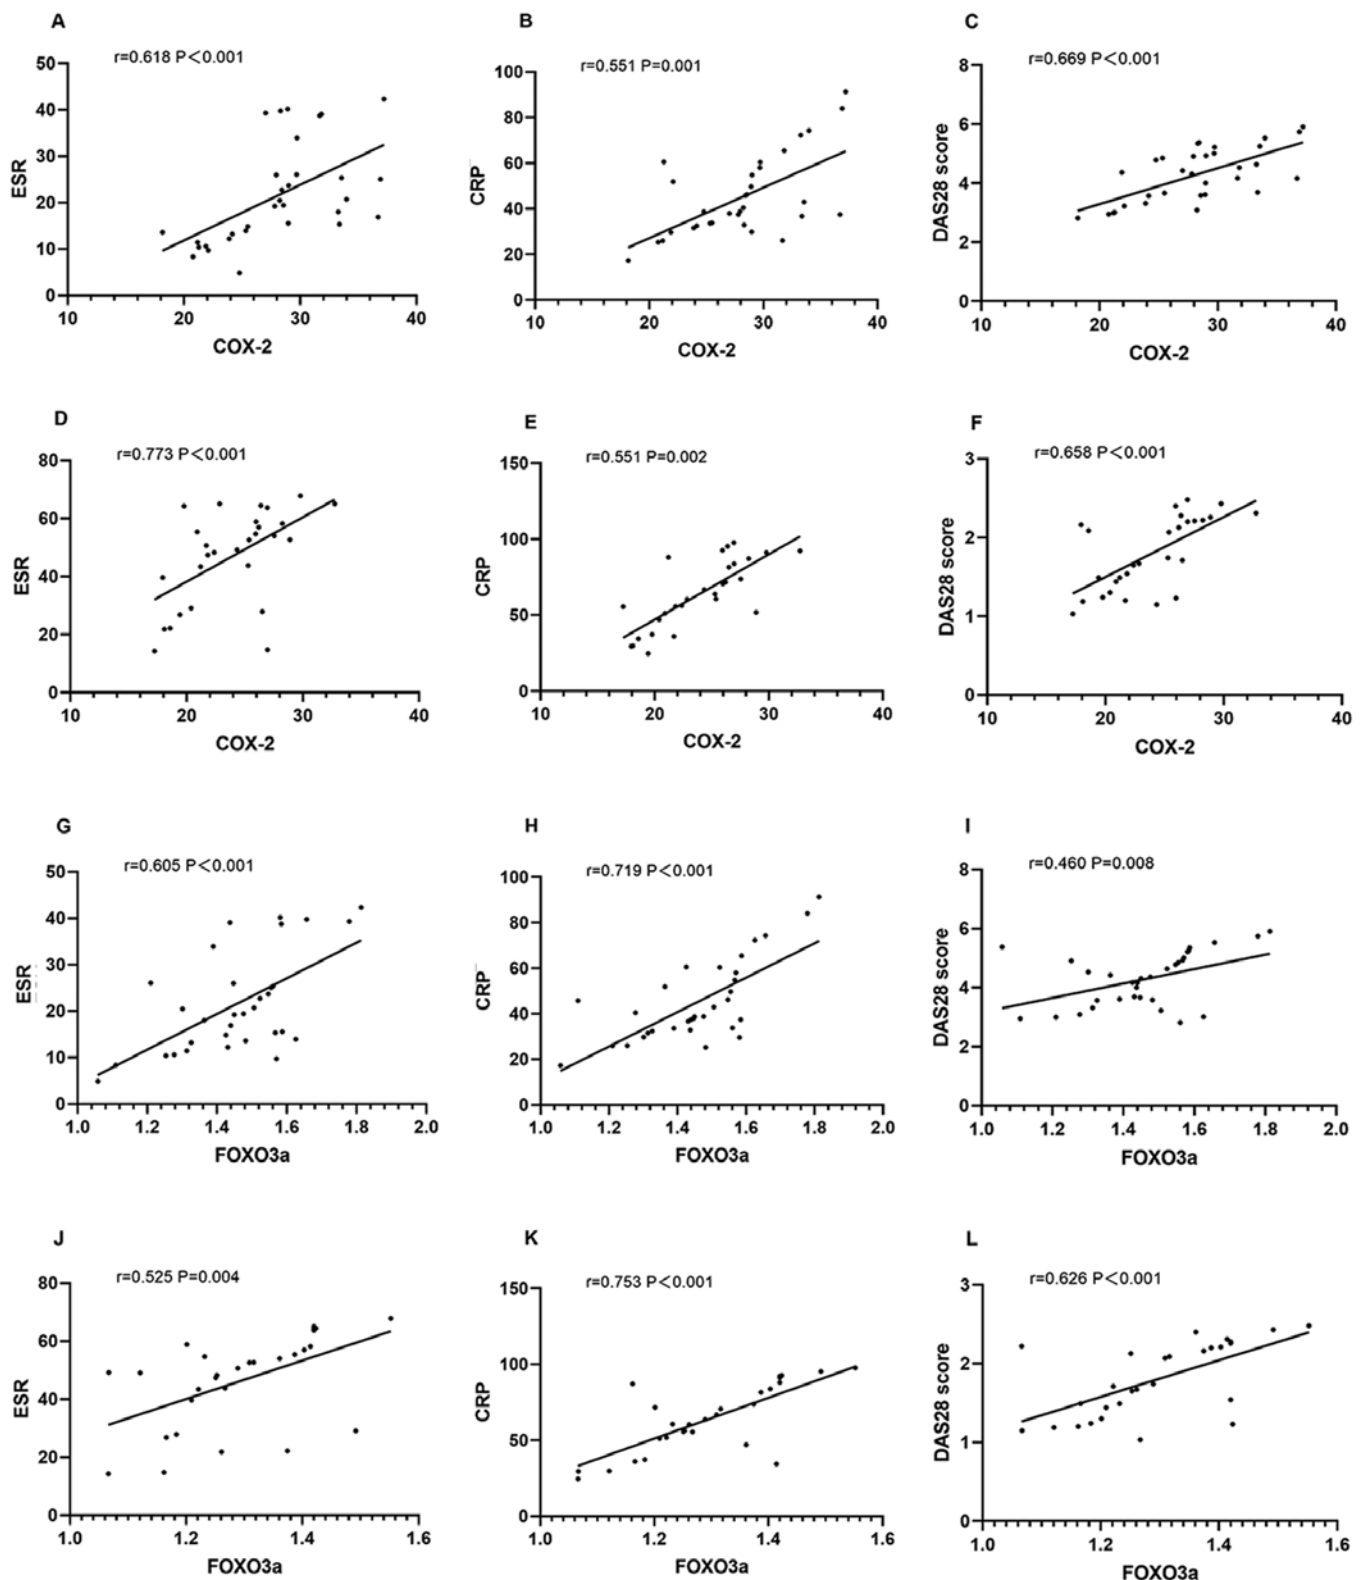 A
r=0.618 P<0.001
50
40
30
20
10
0
ESR
10 20 30 40
COX-2
B
r=0.551 P=0.001
100
80
60
40
20
0
CRP
10 20 30 40
COX-2
C
r=0.669 P<0.001
8
6
4
2
0
DAS28 score
10 20 30 40
COX-2
D
r=0.773 P<0.001
80
60
40
20
0
ESR
10 20 30 40
COX-2
E
r=0.551 P=0.002
150
100
50
0
CRP
10 20 30 40
COX-2
F
r=0.658 P<0.001
3
2
1
0
DAS28 score
10 20 30 40
COX-2
G
r=0.605 P<0.001
50
40
30
20
10
0
ESR
1.0 1.2 1.4 1.6 1.8 2.0
FOXO3a
H
r=0.719 P<0.001
100
80
60
40
20
0
CRP
1.0 1.2 1.4 1.6 1.8 2.0
FOXO3a
I
r=0.460 P=0.008
8
6
4
2
0
DAS28 score
1.0 1.2 1.4 1.6 1.8 2.0
FOXO3a
J
r=0.525 P=0.004
80
60
40
20
0
ESR
1.0 1.2 1.4 1.6
FOXO3a
K
r=0.753 P<0.001
150
100
50
0
CRP
1.0 1.2 1.4 1.6
FOXO3a
L
r=0.626 P<0.001
3
2
1
0
DAS28 score
1.0 1.2 1.4 1.6
FOXO3a